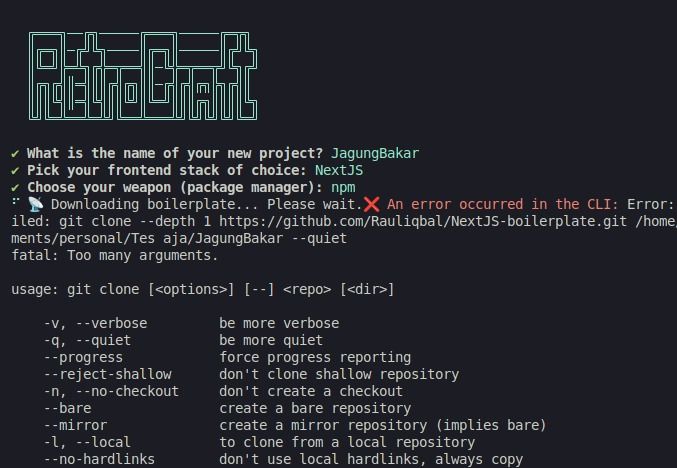 ✔ What is the name of your new project? JagungBakar
✔ Pick your frontend stack of choice: NextJS
✔ Choose your weapon (package manager): npm
⠋ 📡 Downloading boilerplate... Please wait.❌ An error occurred in the CLI: Error:
iled: git clone --depth 1 https://github.com/Rauliqbal/NextJS-boilerplate.git /home/
ments/personal/Tes aja/JagungBakar --quiet
fatal: Too many arguments.
usage: git clone [<options>] [--] <repo> [<dir>]
-v, --verbose be more verbose
-q, --quiet be more quiet
--progress force progress reporting
--reject-shallow don't clone shallow repository
-n, --no-checkout don't create a checkout
--bare create a bare repository
--mirror create a mirror repository (implies bare)
-l, --local to clone from a local repository
--no-hardlinks don't use local hardlinks, always copy